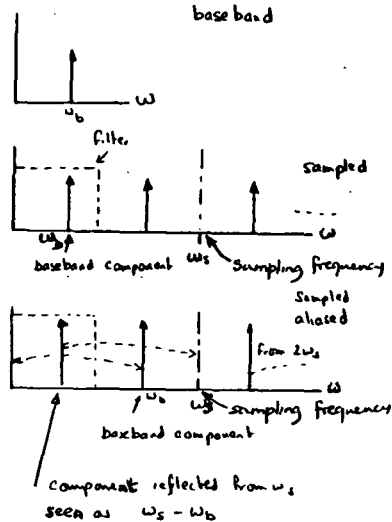 baseband
ω
ω_b
filter
sampled
ω_b
ω_s
ω
baseband component
Sampling frequency
sampled
aliased
from 2ω_s
ω_b
ω_s
ω
sampling frequency
baseband component
component reflected from ω_s
seen as ω_s - ω_b